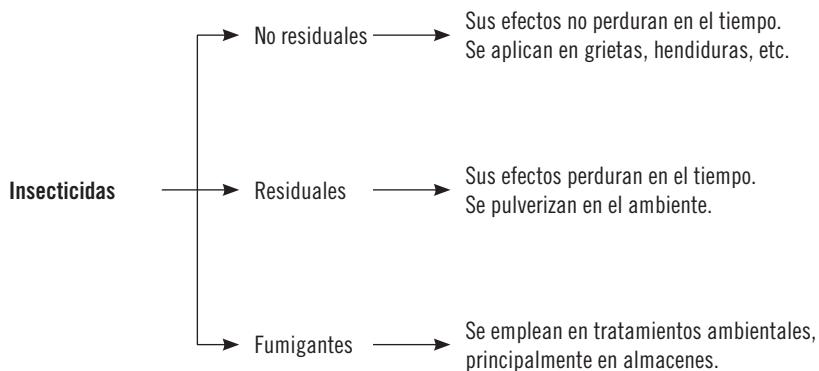 No residuales
Sus efectos no perduran en el tiempo.
Se aplican en grietas, hendiduras, etc.
Insecticidas
Residuales
Sus efectos perduran en el tiempo.
Se pulverizan en el ambiente.
Fumigantes
Se emplean en tratamientos ambientales,
principalmente en almacenes.